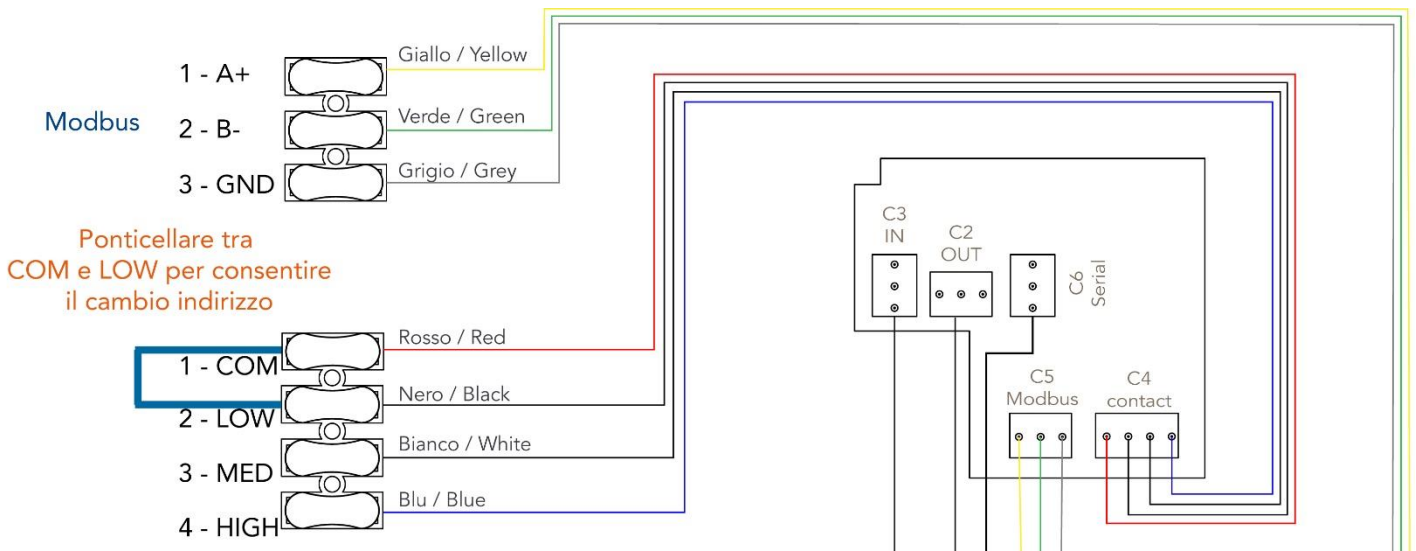 Giallo / Yellow
1 - A+
Modbus
Verde / Green
2 - B-
Grigio / Grey
3 - GND
Ponticellare tra
COM e LOW per consentire
il cambio indirizzo
Rosso / Red
1 - COM
Nero / Black
2 - LOW
Bianco / White
3 - MED
Blu / Blue
4 - HIGH
C3
IN
C2
OUT
C6
Serial
C5
Modbus
C4
contact